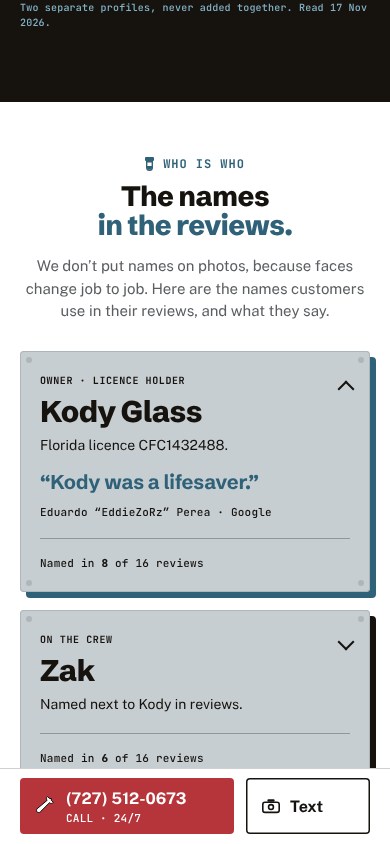 Two separate profiles, never added together. Read 17 Nov
2026.
WHO IS WHO
The names
in the reviews.
We don’t put names on photos, because faces
change job to job. Here are the names customers
use in their reviews, and what they say.
OWNER · LICENCE HOLDER
Kody Glass
Florida licence CFC1432488.
“Kody was a lifesaver.”
Eduardo “EddieZoRz” Perea · Google
Named in 8 of 16 reviews
ON THE CREW
Zak
Named next to Kody in reviews.
Named in 6 of 16 reviews
(727) 512-0673
CALL · 24/7
Text